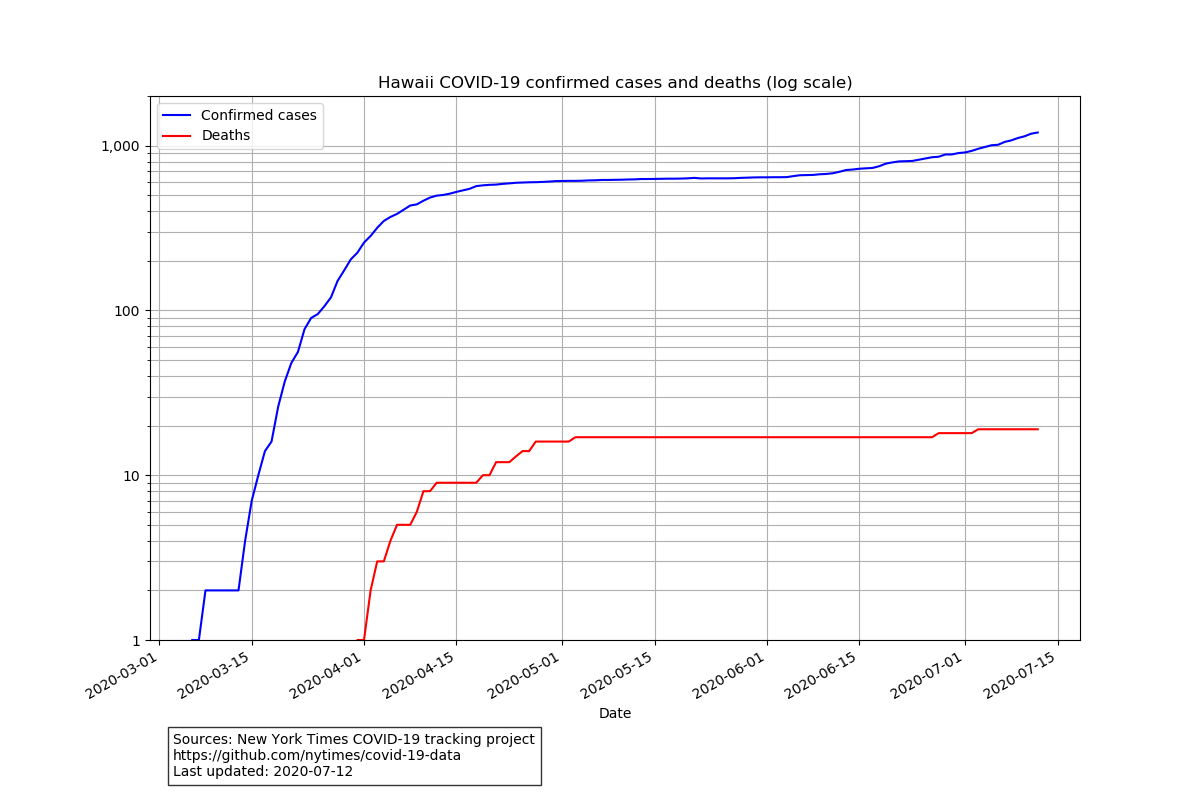 Hawaii COVID-19 confirmed cases and deaths (log scale)
Confirmed cases
Deaths
1,000
100
10
1
2020-03-01
2020-03-15
2020-04-01
2020-04-15
2020-05-01
2020-05-15
2020-06-01
2020-06-15
2020-07-01
2020-07-15
Date
Sources: New York Times COVID-19 tracking project
https://github.com/nytimes/covid-19-data
Last updated: 2020-07-12